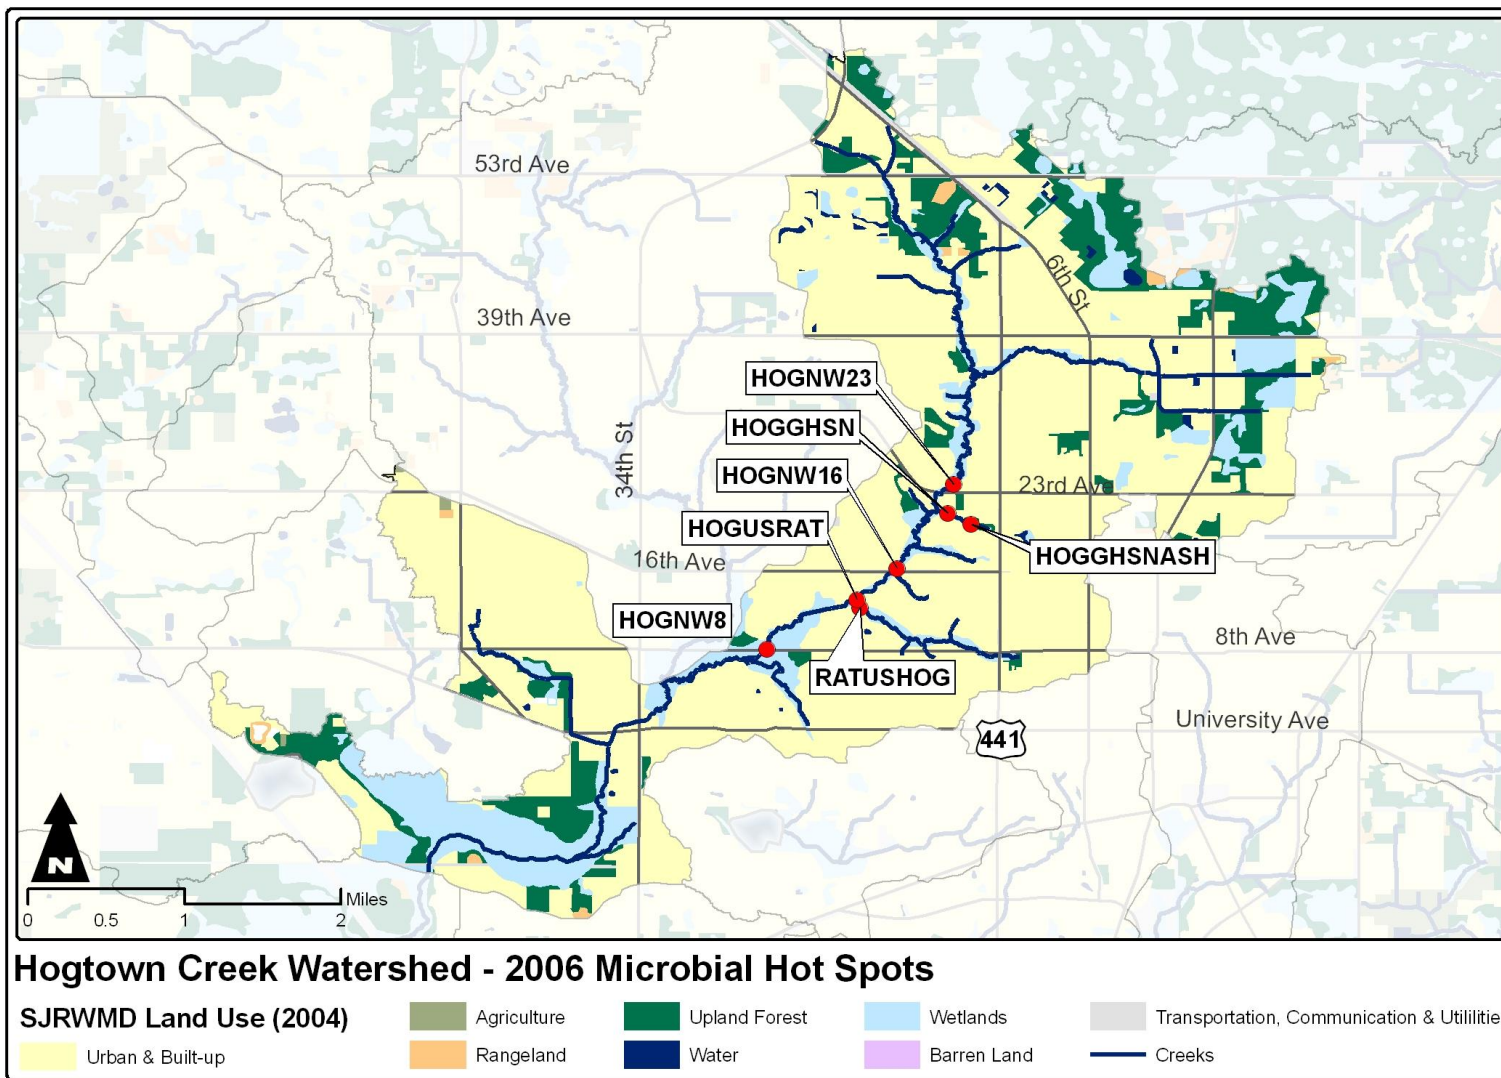 53rd Ave
6th St
39th Ave
HOGNW23
HOGGHSN
34th St
HOGNW16
23rd Ave
HOGUSRAT
HOGGHSNASH
16th Ave
HOGNW8
8th Ave
RATUSHOG
University Ave
441
N
Miles
0 0.5 1 2
Hogtown Creek Watershed - 2006 Microbial Hot Spots
SJRWMD Land Use (2004)
Agriculture
Upland Forest
Wetlands
Transportation, Communication & Utililitie
Urban & Built-up
Rangeland
Water
Barren Land
Creeks